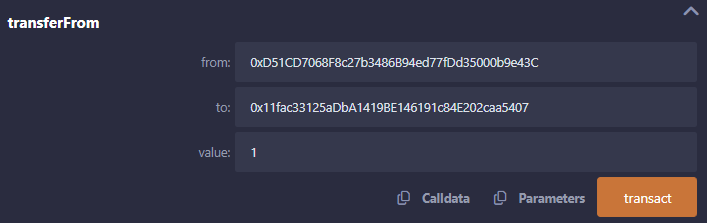 transferFrom
from: 0xD51CD7068F8c27b3486B94ed77fDd35000b9e43C
to: 0x11fac33125aDbA1419BE146191c84E202caa5407
value: 1
Calldata Parameters transact